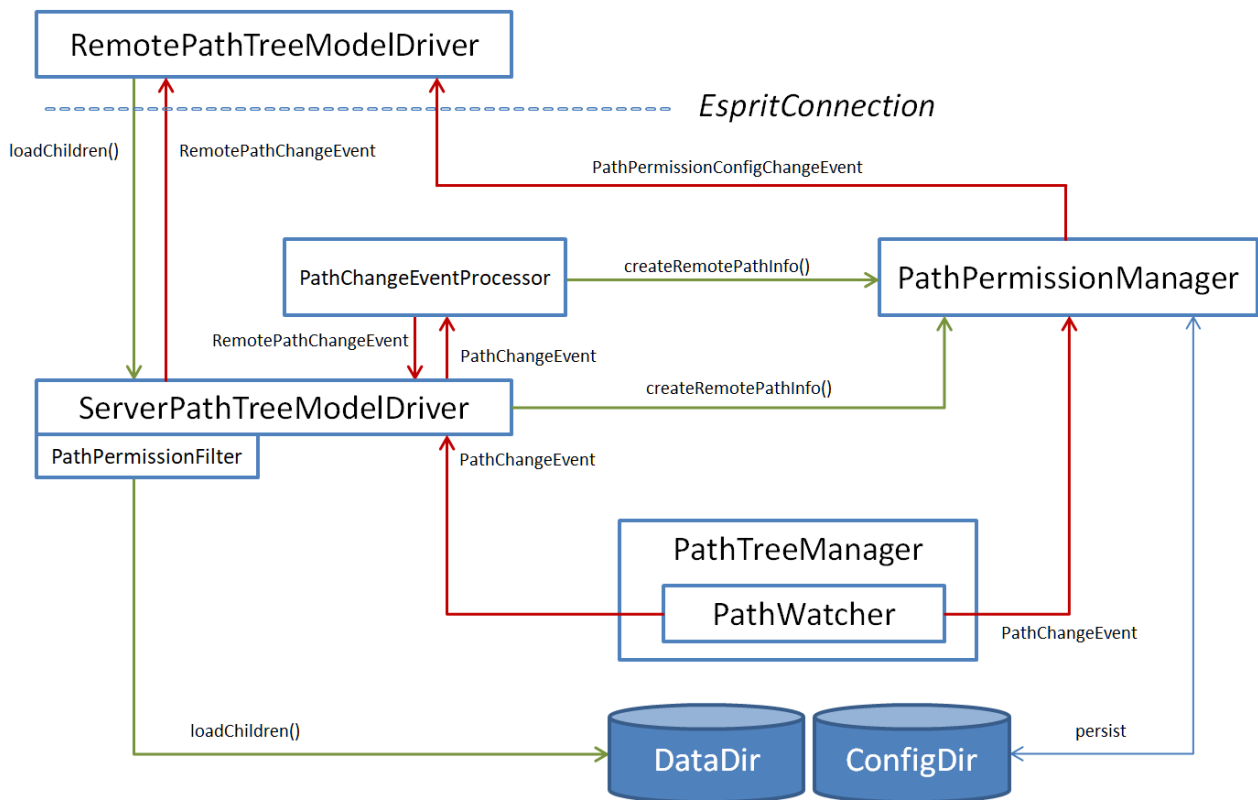 RemotePathTreeModelDriver
EspritConnection
loadChildren()
RemotePathChangeEvent
PathPermissionConfigChangeEvent
PathChangeEventProcessor
createRemotePathInfo()
PathPermissionManager
RemotePathChangeEvent
PathChangeEvent
createRemotePathInfo()
ServerPathTreeModelDriver
PathPermissionFilter
PathChangeEvent
PathTreeManager
PathWatcher
PathChangeEvent
loadChildren()
DataDir
ConfigDir
persist